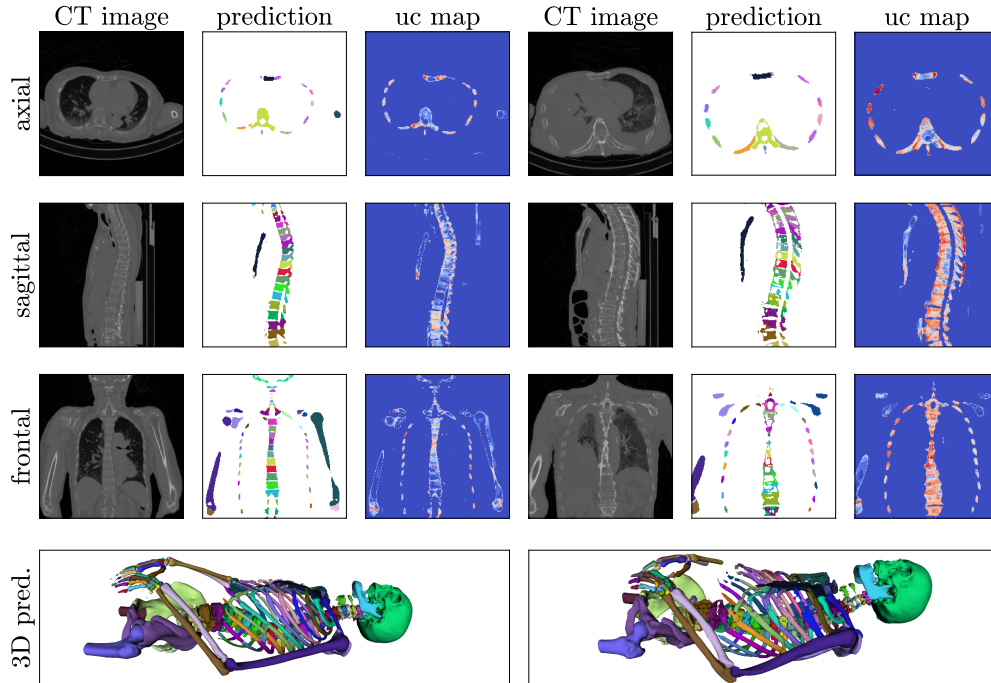 CT image prediction uc map CT image prediction uc map
axial
sagittal
frontal
3D pred.